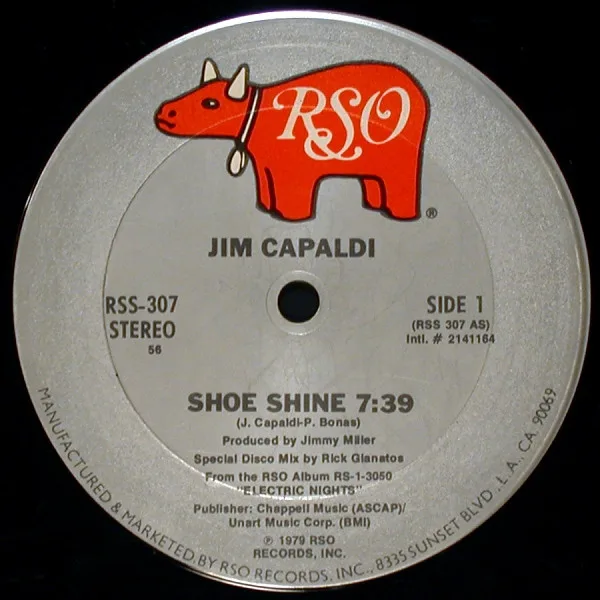 RSO
®
JIM CAPALDI
RSS-307
STEREO
56
SIDE 1
(RSS 307 AS)
Intl. # 2141164
SHOE SHINE 7:39
(J. Capaldi-P. Bonas)
Produced by Jimmy Miller
Special Disco Mix by Rick Gianatos
From the RSO Album RS-1-3050
"ELECTRIC NIGHTS"
Publisher: Chappell Music (ASCAP)/
Unart Music Corp. (BMI)
℗ 1979 RSO
RECORDS, INC.
MANUFACTURED & MARKETED BY RSO RECORDS, INC., 8335 SUNSET BLVD., L.A., CA 90069